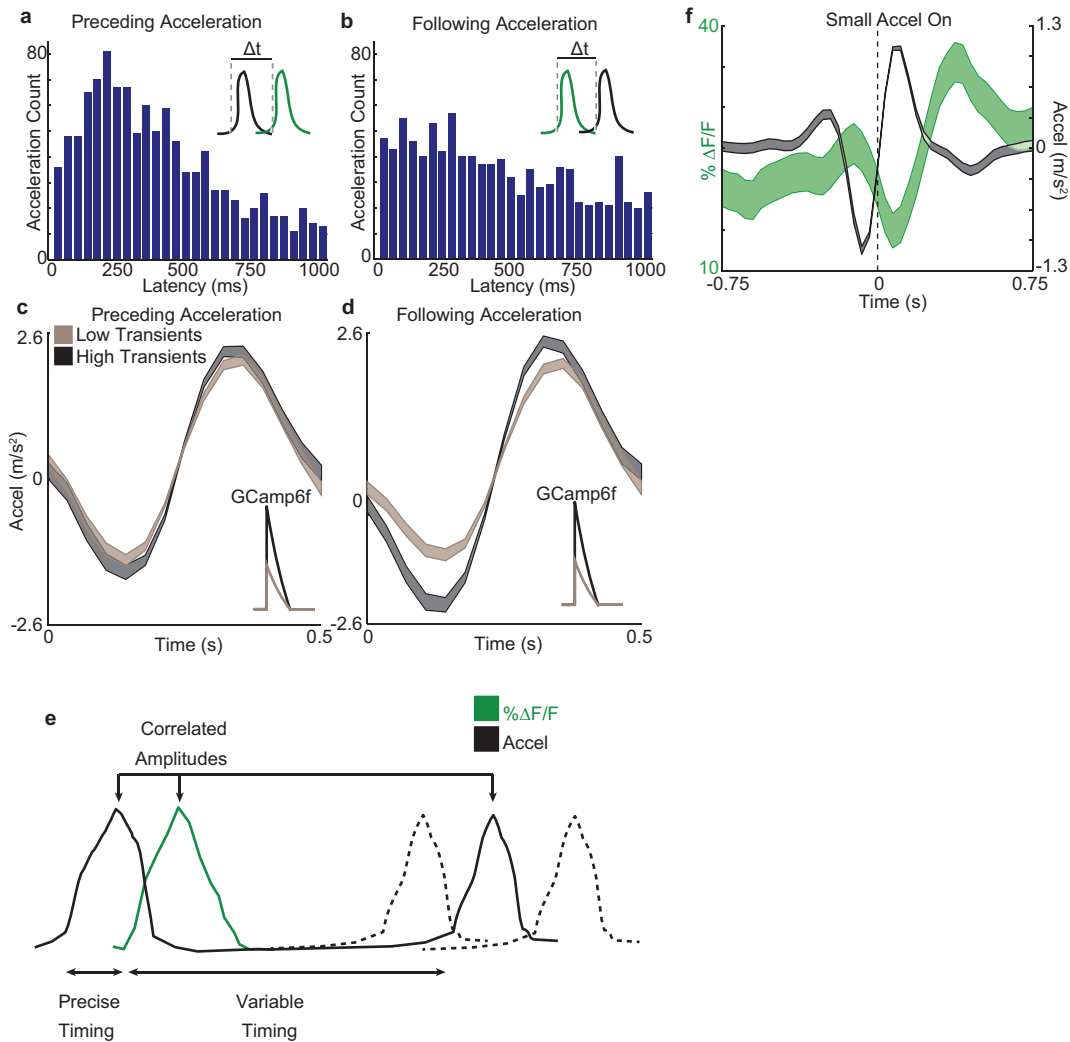 a
Preceding Acceleration
80
0
Acceleration Count
Δt
0
250
500
750
1000
Latency (ms)
b
Following Acceleration
80
0
Acceleration Count
Δt
0
250
500
750
1000
Latency (ms)
f
Small Accel On
40
10
% ΔF/F
1.3
0
-1.3
Accel (m/s²)
-0.75
0
0.75
Time (s)
c
Preceding Acceleration
Low Transients
High Transients
2.6
0
-2.6
Accel (m/s²)
GCamp6f
0
0.5
Time (s)
d
Following Acceleration
2.6
0
-2.6
GCamp6f
0
0.5
Time (s)
e
Correlated
Amplitudes
%ΔF/F
Accel
Precise
Timing
Variable
Timing